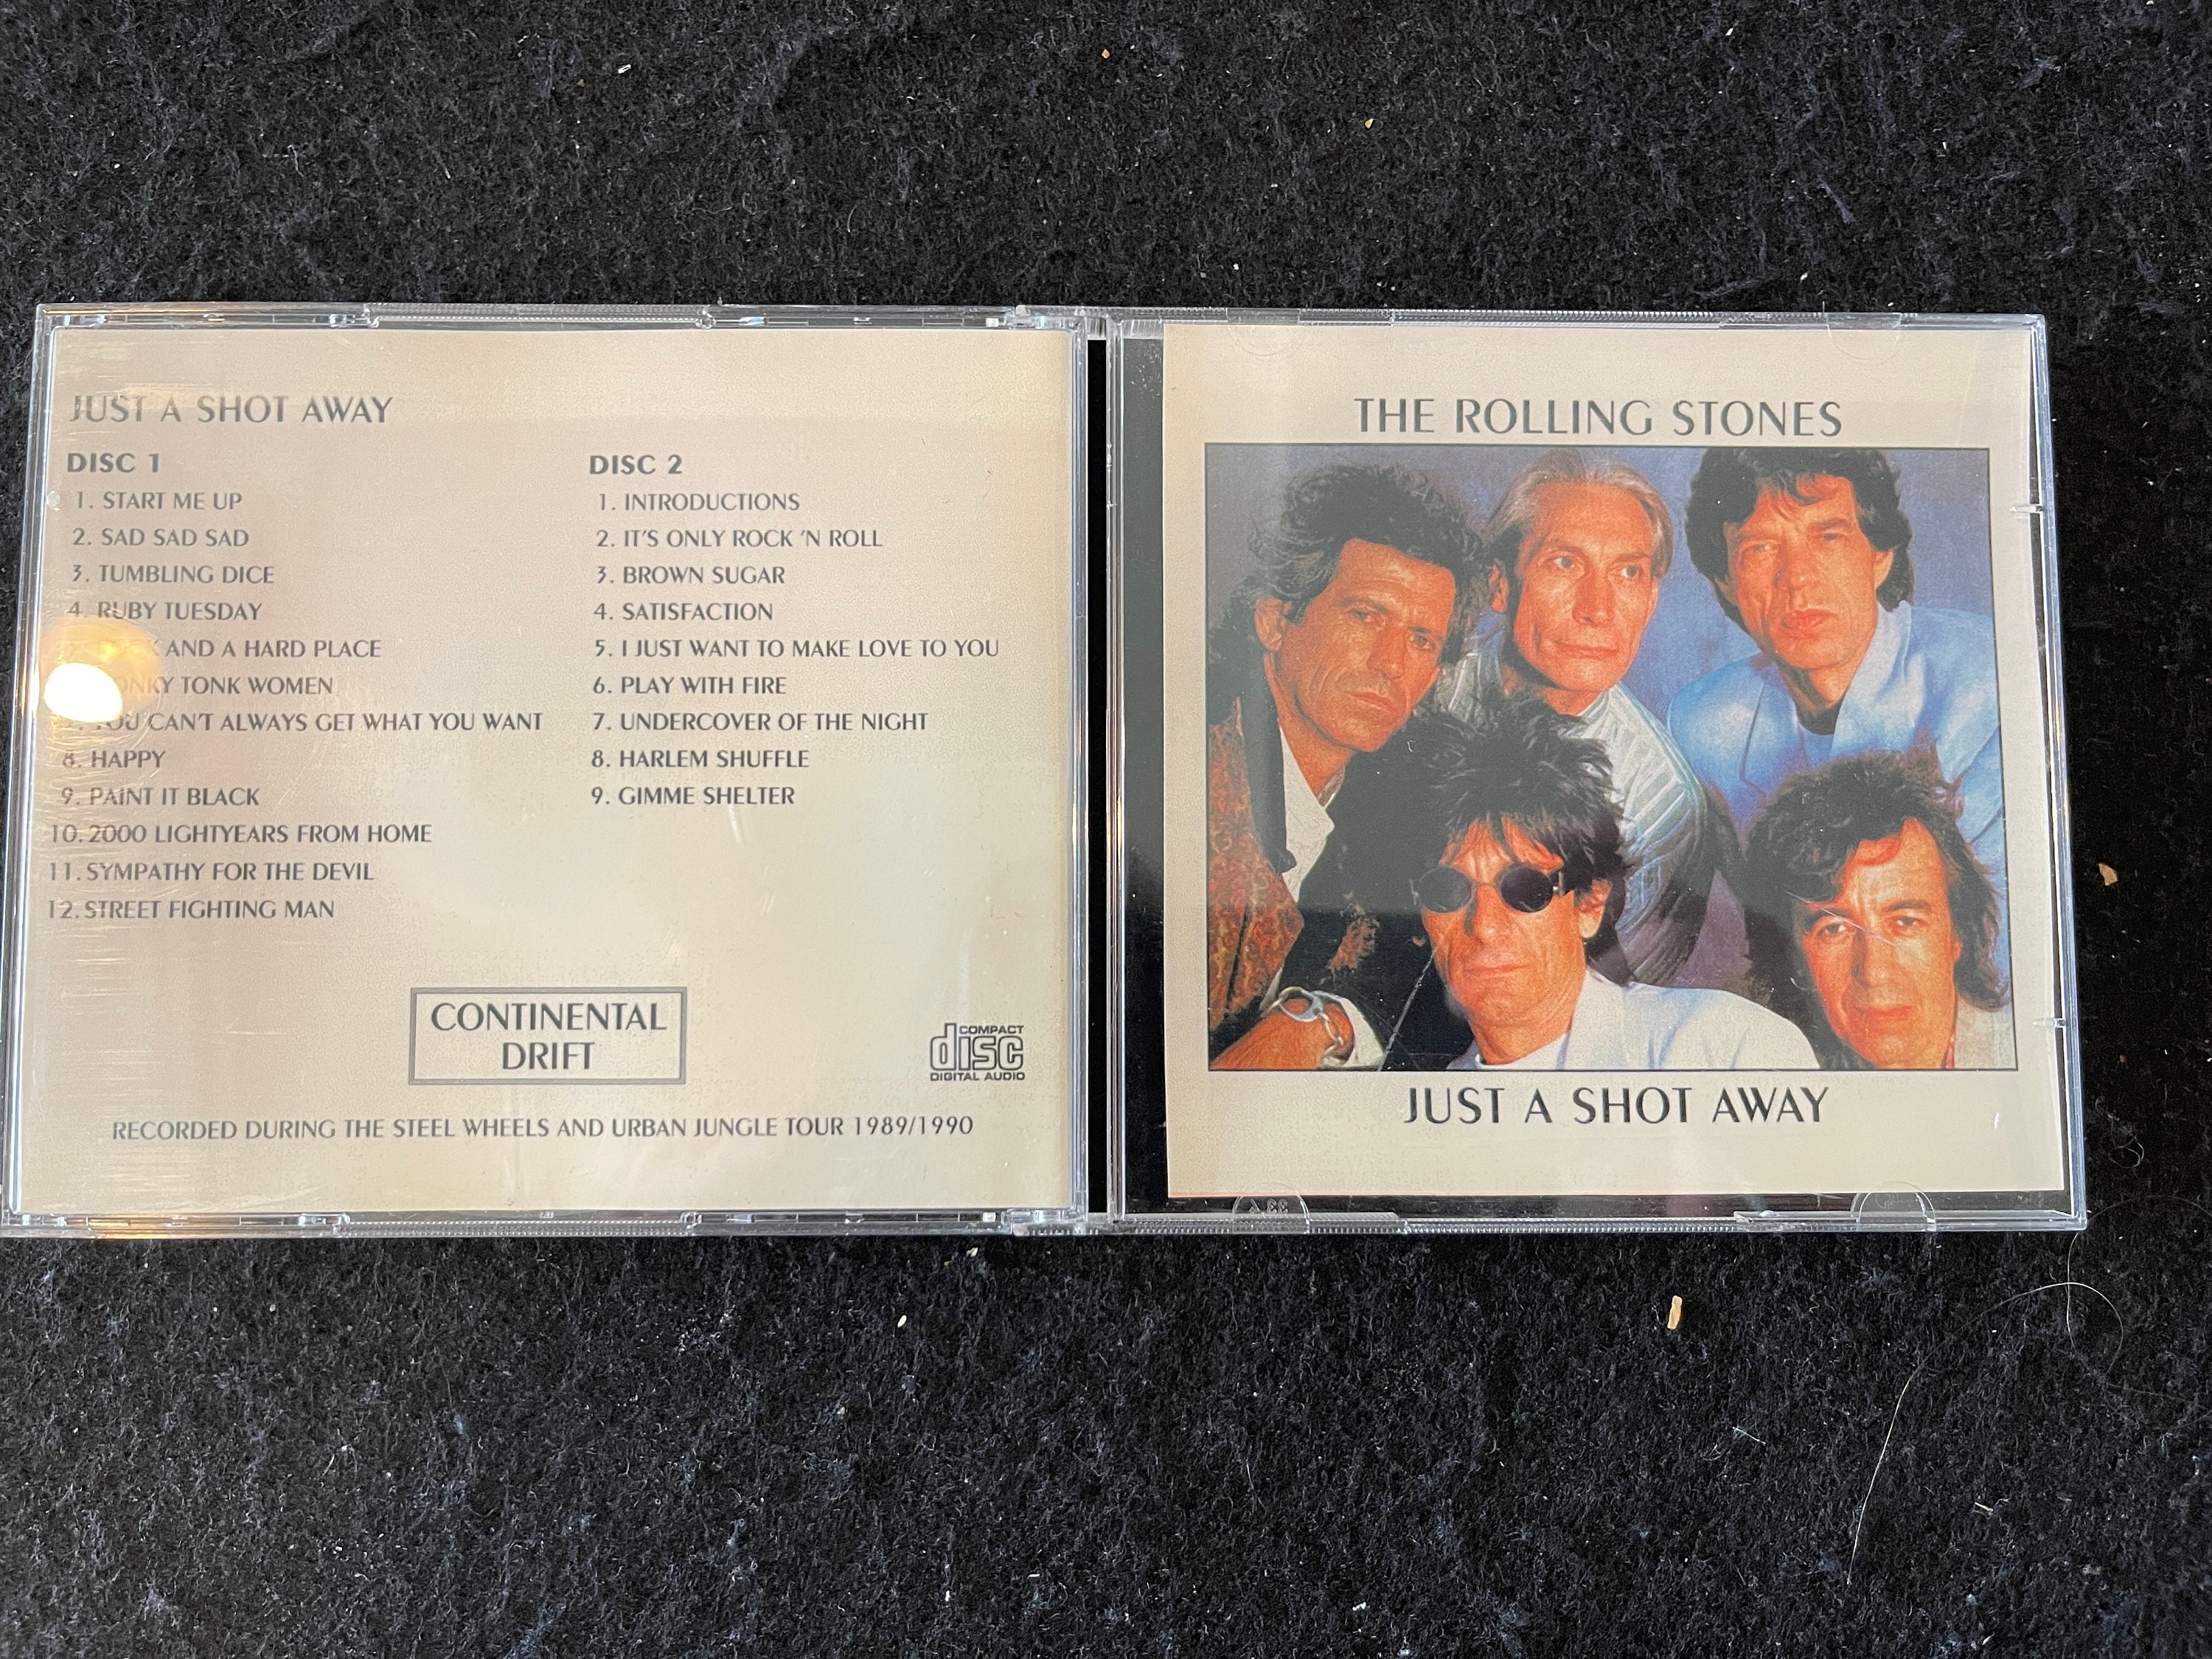 JUST A SHOT AWAY
DISC 1
1. START ME UP
2. SAD SAD SAD
3. TUMBLING DICE
4. RUBY TUESDAY
AND A HARD PLACE
TONK WOMEN
YOU CAN'T ALWAYS GET WHAT YOU WANT
8. HAPPY
9. PAINT IT BLACK
10. 2000 LIGHTYEARS FROM HOME
11. SYMPATHY FOR THE DEVIL
12. STREET FIGHTING MAN
DISC 2
1. INTRODUCTIONS
2. IT'S ONLY ROCK 'N ROLL
3. BROWN SUGAR
4. SATISFACTION
5. I JUST WANT TO MAKE LOVE TO YOU
6. PLAY WITH FIRE
7. UNDERCOVER OF THE NIGHT
8. HARLEM SHUFFLE
9. GIMME SHELTER
CONTINENTAL
DRIFT
COMPACT
disc
DIGITAL AUDIO
RECORDED DURING THE STEEL WHEELS AND URBAN JUNGLE TOUR 1989/1990
THE ROLLING STONES
JUST A SHOT AWAY